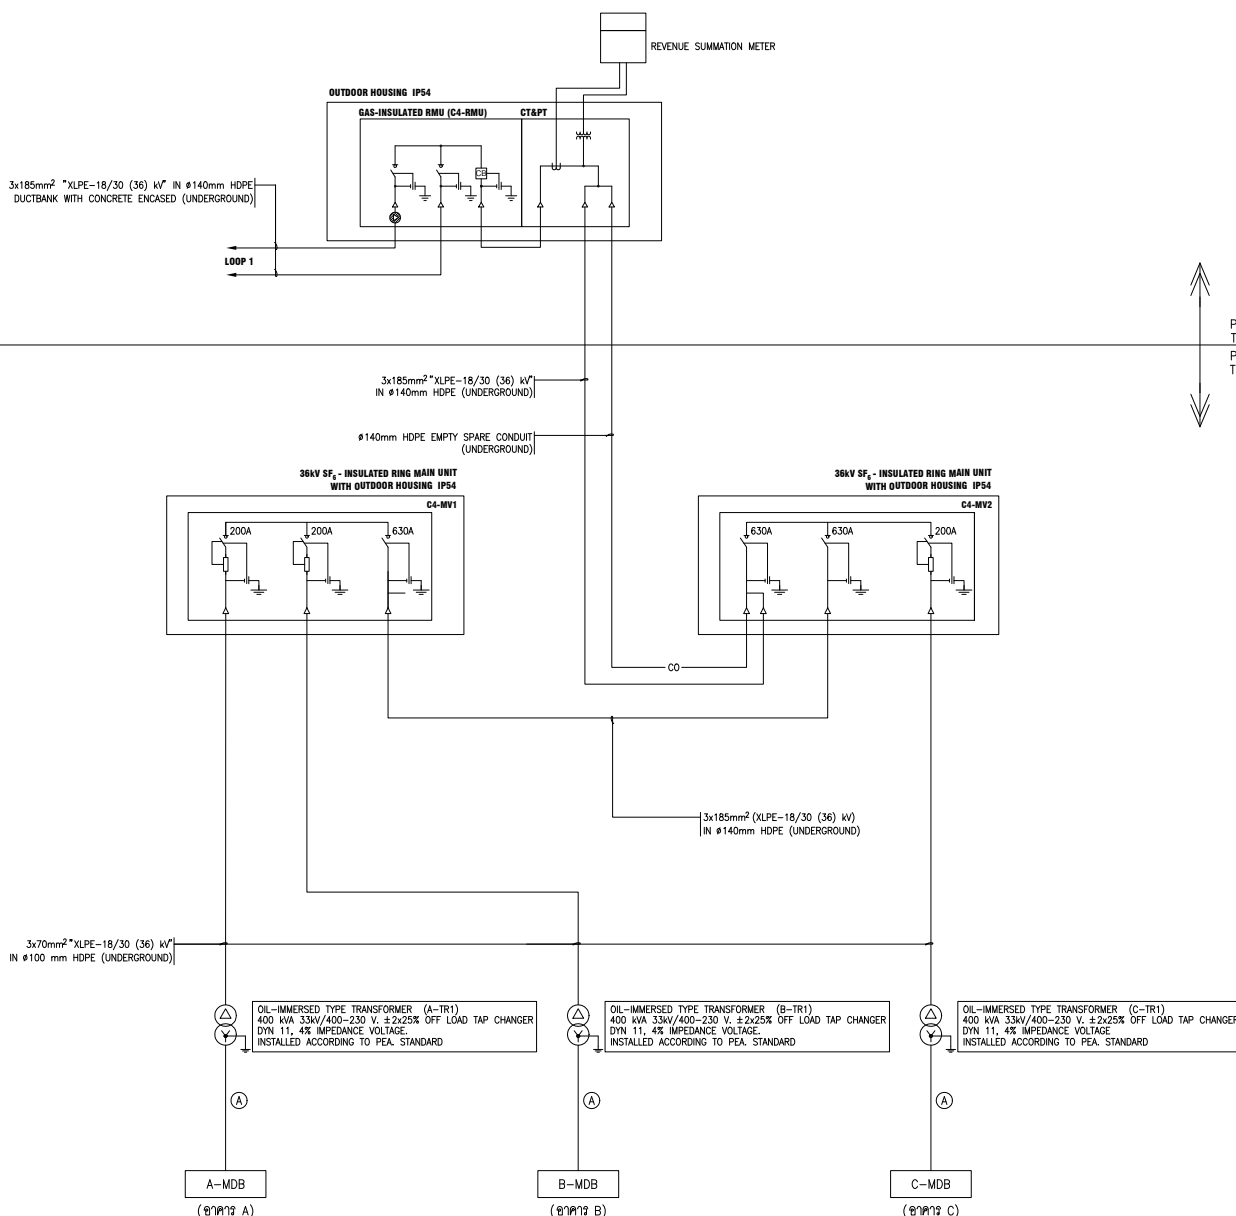 REVENUE SUMMATION METER
OUTDOOR HOUSING IP54
GAS-INSULATED RMU (C4-RMU)
CT&PT
CB
3x185mm² "XLPE-18/30 (36) kV" IN ø140mm HDPE
DUCTBANK WITH CONCRETE ENCASED (UNDERGROUND)
LOOP 1
P
T
P
T
3x185mm² "XLPE-18/30 (36) kV"
IN ø140mm HDPE (UNDERGROUND)
ø140mm HDPE EMPTY SPARE CONDUIT
(UNDERGROUND)
36kV SF₆ - INSULATED RING MAIN UNIT
WITH OUTDOOR HOUSING IP54
C4-MV1
200A
200A
630A
36kV SF₆ - INSULATED RING MAIN UNIT
WITH OUTDOOR HOUSING IP54
C4-MV2
630A
630A
200A
CO
3x185mm² (XLPE-18/30 (36) kV)
IN ø140mm HDPE (UNDERGROUND)
3x70mm² "XLPE-18/30 (36) kV"
IN ø100 mm HDPE (UNDERGROUND)
OIL-IMMERSED TYPE TRANSFORMER (A-TR1)
400 kVA 33kV/400-230 V. ±2x25% OFF LOAD TAP CHANGER
DYN 11, 4% IMPEDANCE VOLTAGE.
INSTALLED ACCORDING TO PEA. STANDARD
OIL-IMMERSED TYPE TRANSFORMER (B-TR1)
400 kVA 33kV/400-230 V. ±2x25% OFF LOAD TAP CHANGER
DYN 11, 4% IMPEDANCE VOLTAGE.
INSTALLED ACCORDING TO PEA. STANDARD
OIL-IMMERSED TYPE TRANSFORMER (C-TR1)
400 kVA 33kV/400-230 V. ±2x25% OFF LOAD TAP CHANGER
DYN 11, 4% IMPEDANCE VOLTAGE
INSTALLED ACCORDING TO PEA. STANDARD
A
A
A
A-MDB
(อาคาร A)
B-MDB
(อาคาร B)
C-MDB
(อาคาร C)